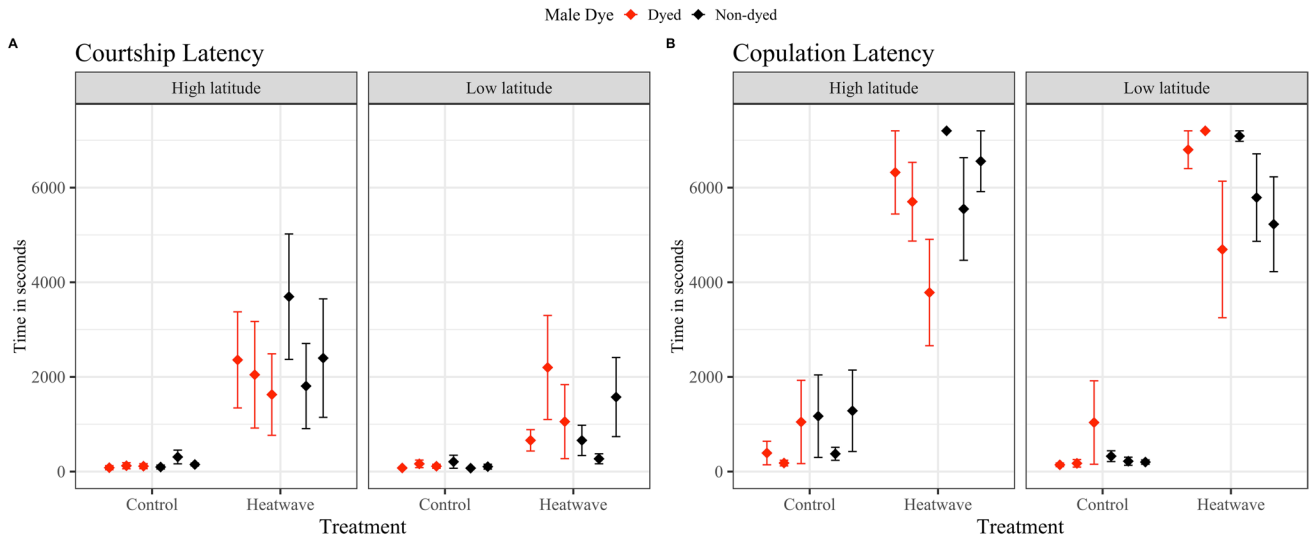 Male Dye Dyed Non-dyed
A
Courtship Latency
High latitude Low latitude
Time in seconds
6000
4000
2000
0
Control Heatwave Control Heatwave
Treatment
B
Copulation Latency
High latitude Low latitude
Time in seconds
6000
4000
2000
0
Control Heatwave Control Heatwave
Treatment